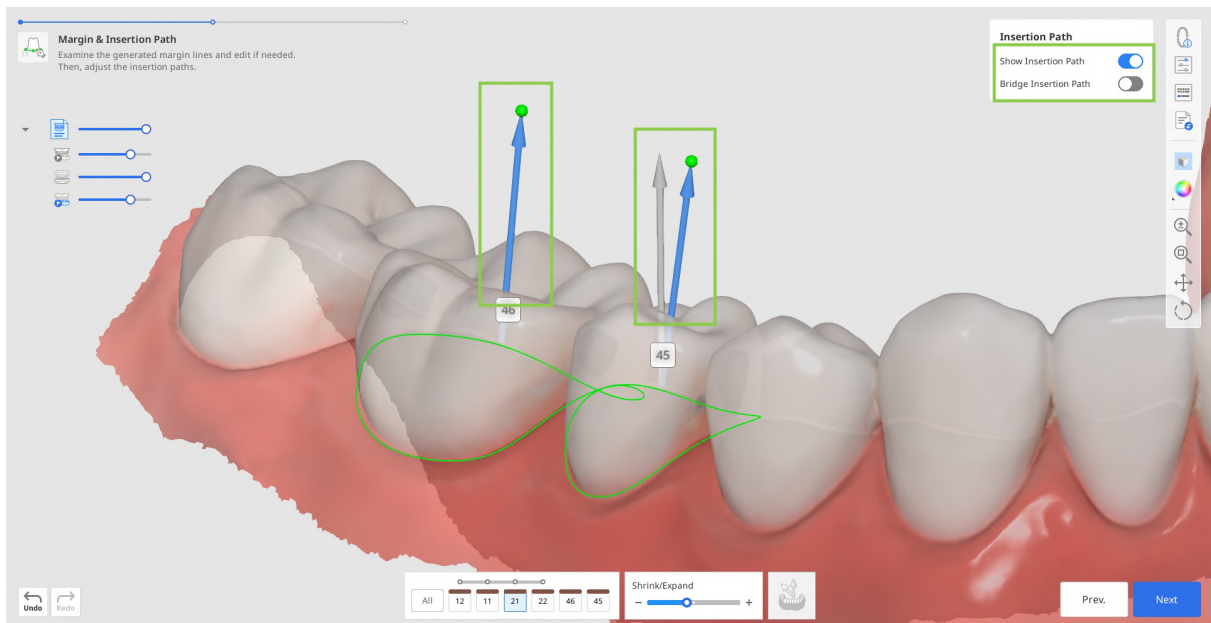 Margin & Insertion Path
Examine the generated margin lines and edit if needed.
Then, adjust the insertion paths.
Insertion Path
Show Insertion Path
Bridge Insertion Path
46
45
Undo
Redo
All
12
11
21
22
46
45
Shrink/Expand
Prev.
Next